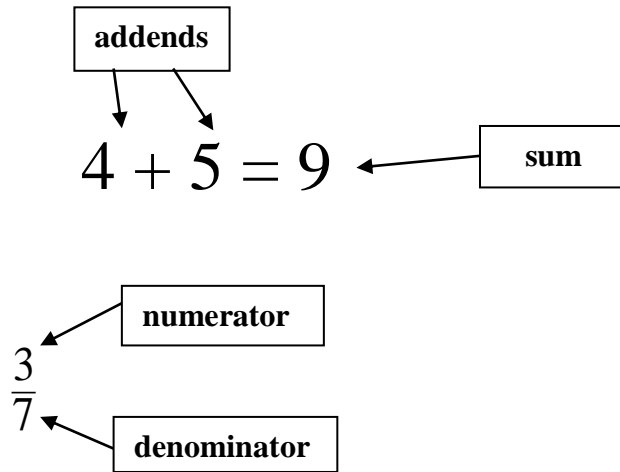 addends
4 + 5 = 9
sum
numerator
3
7
denominator